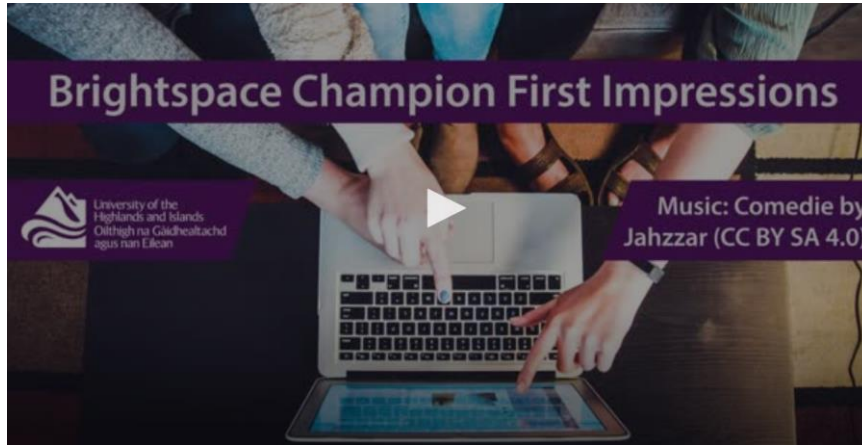 Brightspace Champion First Impressions
University of the
Highlands and Islands
Oilthigh na Gàidhealtachd
agus nan Eilean
Music: Comedie by
Jahzzar (CC BY SA 4.0)